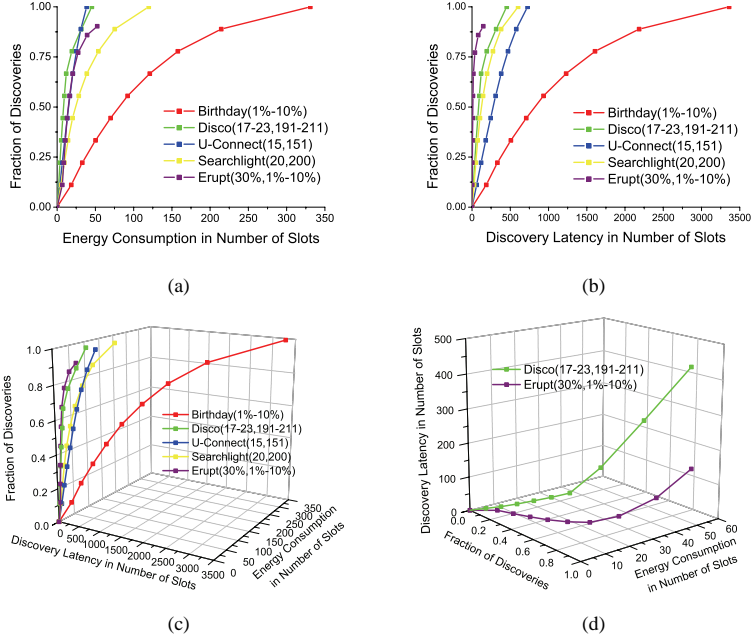 1.00
0.75
0.50
0.25
0.00
Fraction of Discoveries
Birthday(1%-10%)
Disco(17-23,191-211)
U-Connect(15,151)
Searchlight(20,200)
Erupt(30%,1%-10%)
0 50 100 150 200 250 300 350
Energy Consumption in Number of Slots
(a)
1.00
0.75
0.50
0.25
0.00
Fraction of Discoveries
Birthday(1%-10%)
Disco(17-23,191-211)
U-Connect(15,151)
Searchlight(20,200)
Erupt(30%,1%-10%)
0 500 1000 1500 2000 2500 3000 3500
Discovery Latency in Number of Slots
(b)
1.0
0.8
0.6
0.4
0.2
0.0
Fraction of Discoveries
Birthday(1%-10%)
Disco(17-23,191-211)
U-Connect(15,151)
Searchlight(20,200)
Erupt(30%,1%-10%)
0 500 1000 1500 2000 2500 3000 3500
Discovery Latency in Number of Slots
0 50 100 150 200 250 300 350
Energy Consumption
in Number of Slots
(c)
500
400
300
200
100
0
Discovery Latency in Number of Slots
Disco(17-23,191-211)
Erupt(30%,1%-10%)
0.0 0.2 0.4 0.6 0.8 1.0
Fraction of Discoveries
0 10 20 30 40 50 60
Energy Consumption
in Number of Slots
(d)